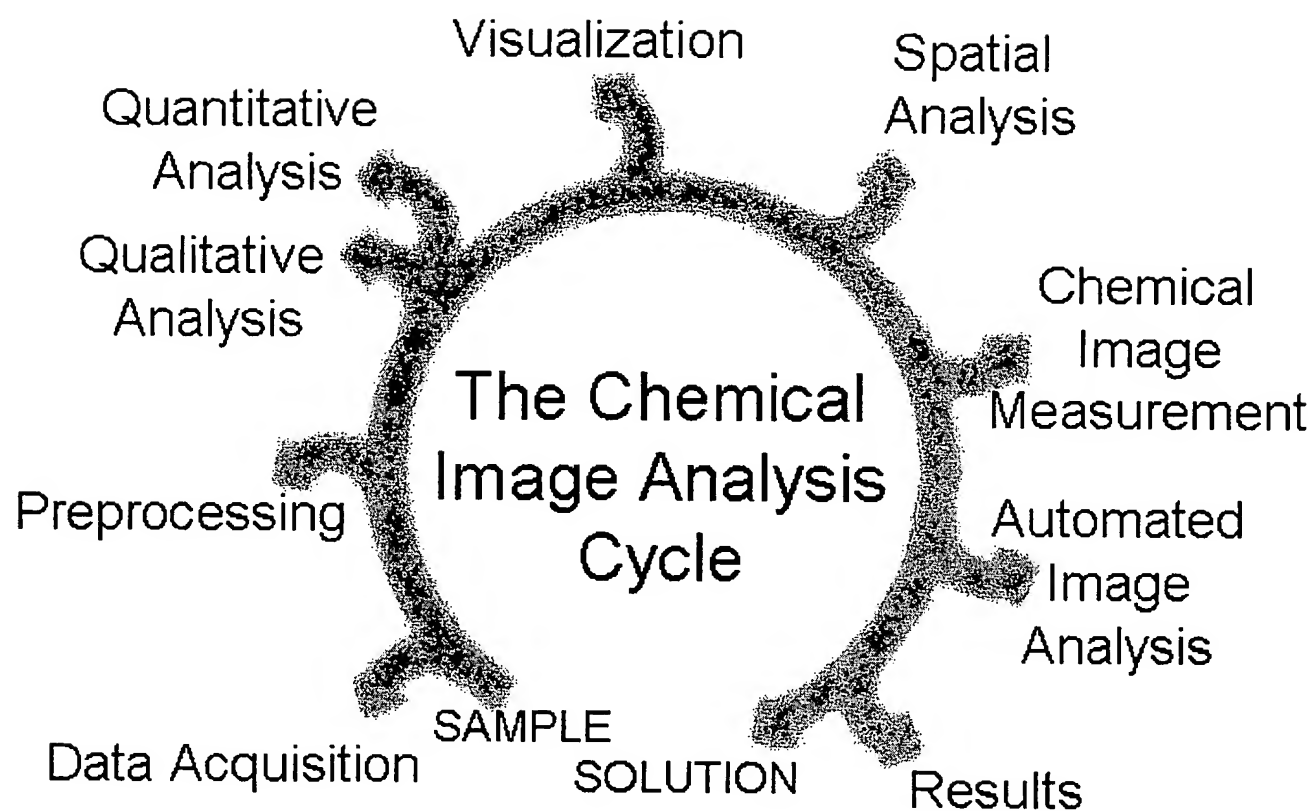 Visualization
Spatial
Analysis
Quantitative
Analysis
Qualitative
Analysis
Chemical
Image
Measurement
The Chemical
Image Analysis
Cycle
Preprocessing
Automated
Image
Analysis
Data Acquisition
SAMPLE
SOLUTION
Results